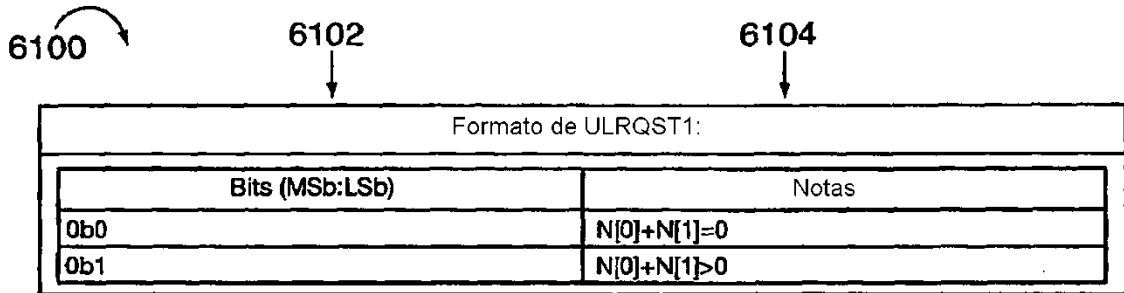 6100 6102 6104
Formato de ULRQST1:
Bits (MSb:LSb) Notas
0b0 N[0]+N[1]=0
0b1 N[0]+N[1]>0